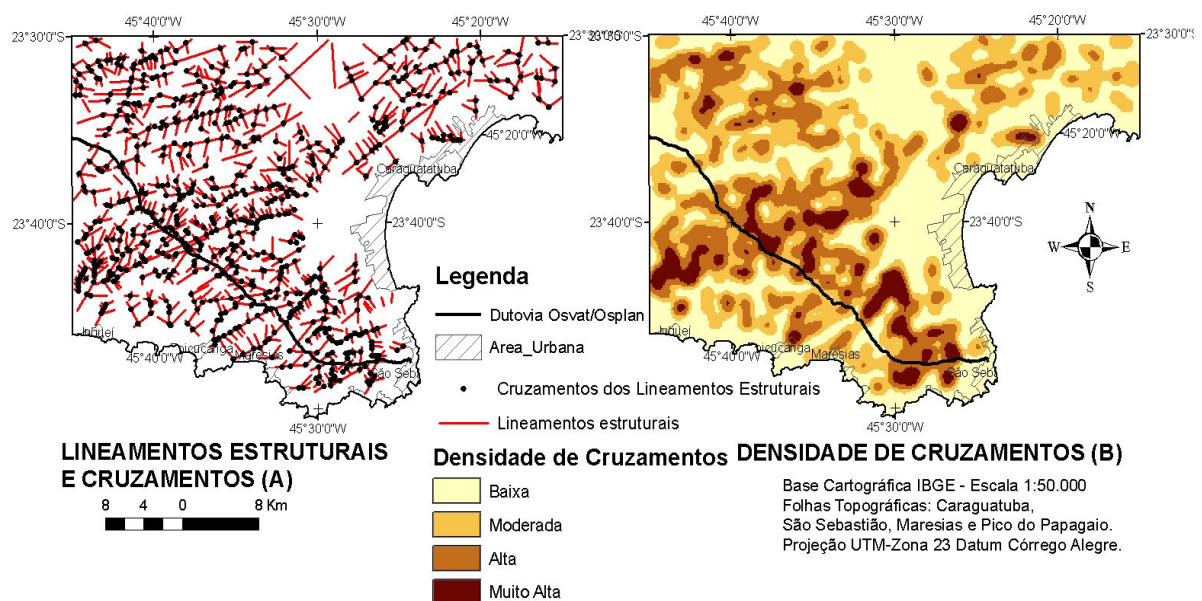 45°40'0"W
45°30'0"W
45°20'0"W
23°30'0"S
23°40'0"S
45°20'0"W
Caraguatatuba
23°40'0"S
45°40'0"W
Maresias
São Seba
45°30'0"W
LINEAMENTOS ESTRUTURAIS
E CRUZAMENTOS (A)
8 4 0 8 Km
Legenda
Dutovia Osvat/Osplan
Area_Urbana
Cruzamentos dos Lineamentos Estruturais
Lineamentos estruturais
Densidade de Cruzamentos
Baixa
Moderada
Alta
Muito Alta
45°40'0"W
45°30'0"W
45°20'0"W
23°30'0"S
23°30'0"S
45°20'0"W
Caraguatatuba
23°40'0"S
N
W E
S
45°40'0"W
Maresias
São Seba
45°30'0"W
DENSIDADE DE CRUZAMENTOS (B)
Base Cartográfica IBGE - Escala 1:50.000
Folhas Topográficas: Caraguatuba,
São Sebastião, Maresias e Pico do Papagaio.
Projeção UTM-Zona 23 Datum Córrego Alegre.